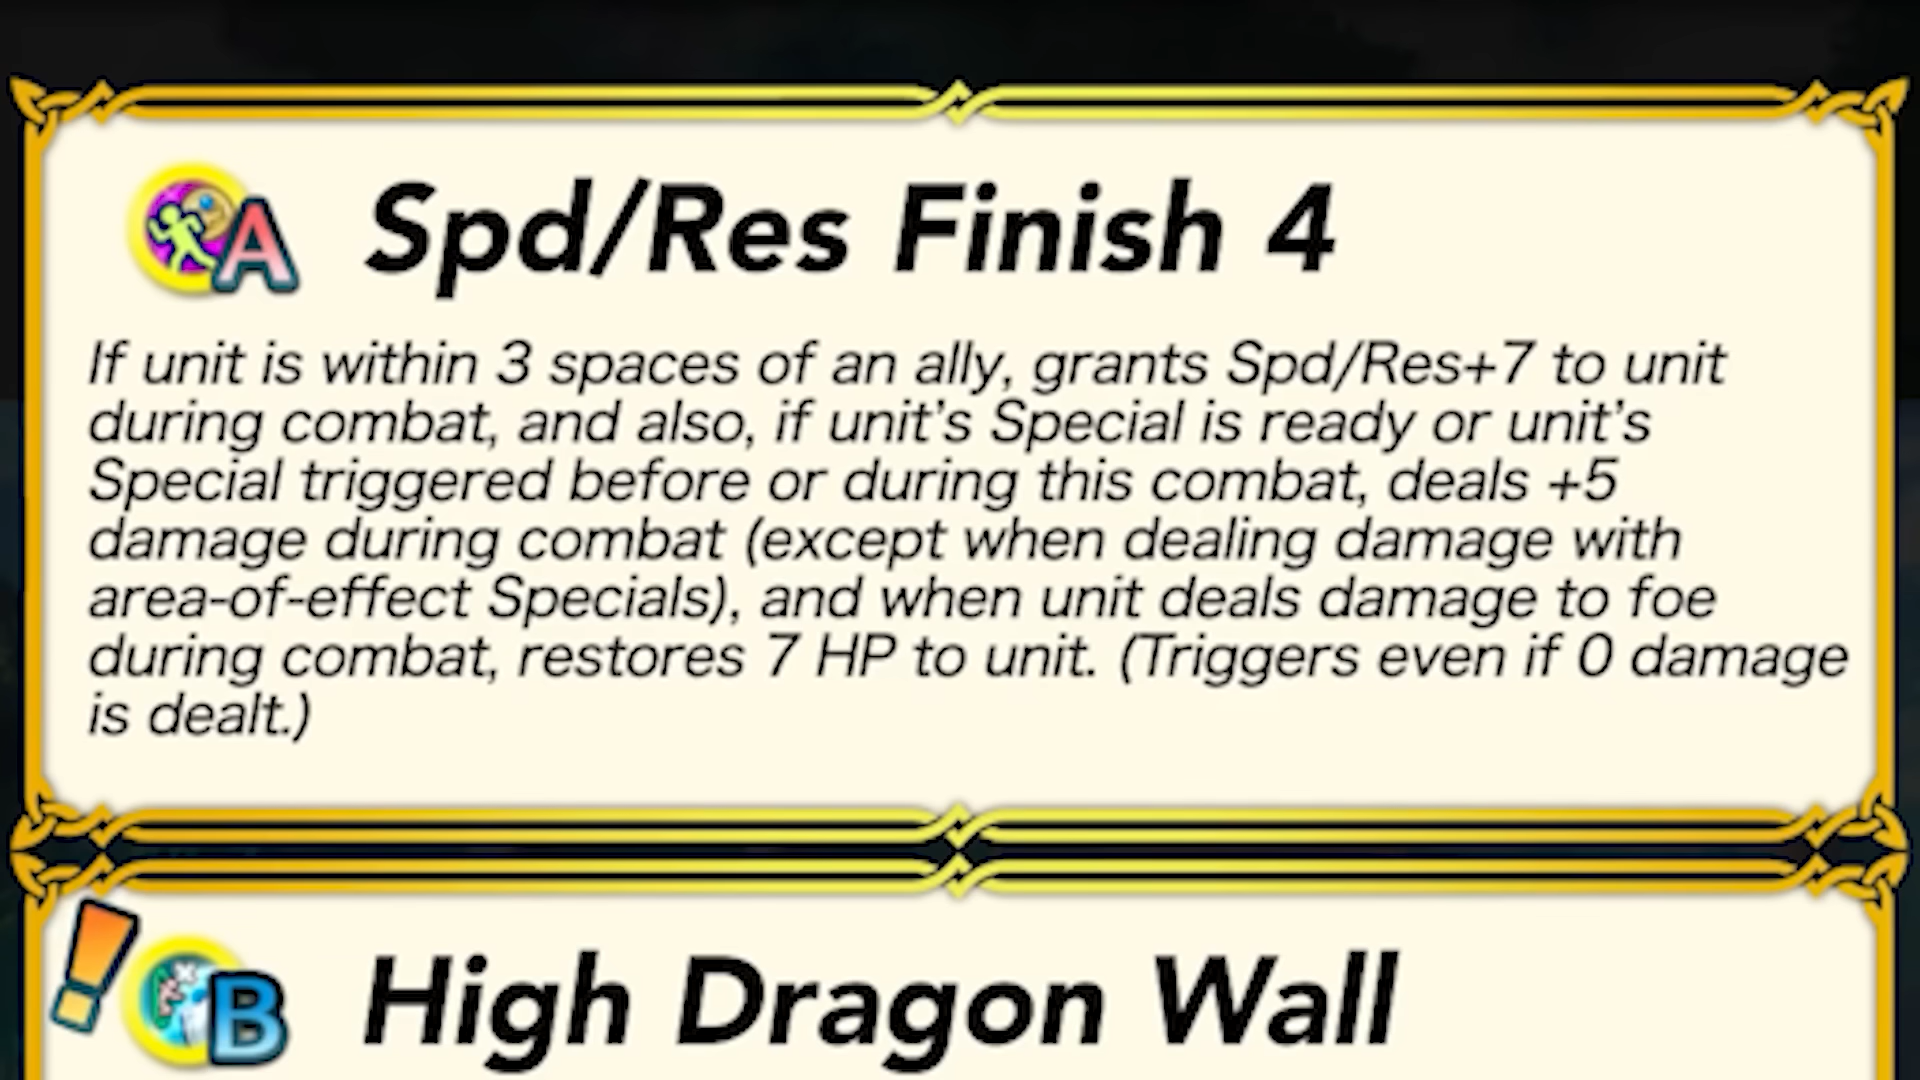 A Spd/Res Finish 4
If unit is within 3 spaces of an ally, grants Spd/Res+7 to unit
during combat, and also, if unit's Special is ready or unit's
Special triggered before or during this combat, deals +5
damage during combat (except when dealing damage with
area-of-effect Specials), and when unit deals damage to foe
during combat, restores 7 HP to unit. (Triggers even if 0 damage
is dealt.)
! B High Dragon Wall